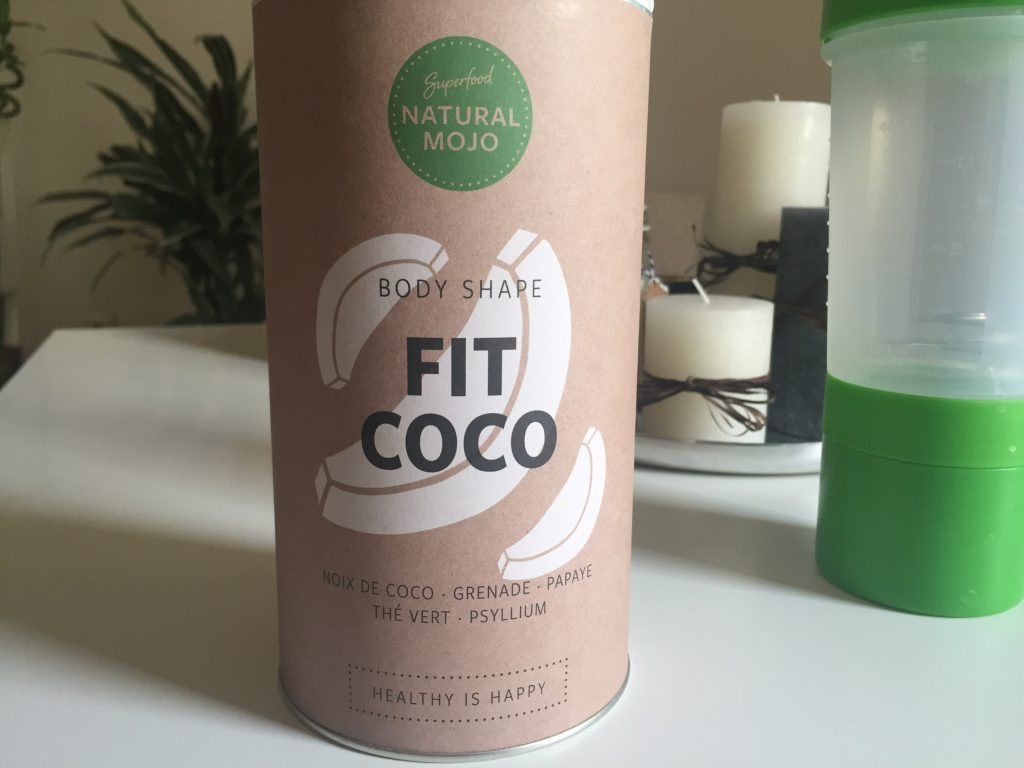 Superfood
NATURAL
MOJO
BODY SHAPE
FIT
COCO
NOIX DE COCO · GRENADE · PAPAYE
THÉ VERT · PSYLLIUM
HEALTHY IS HAPPY